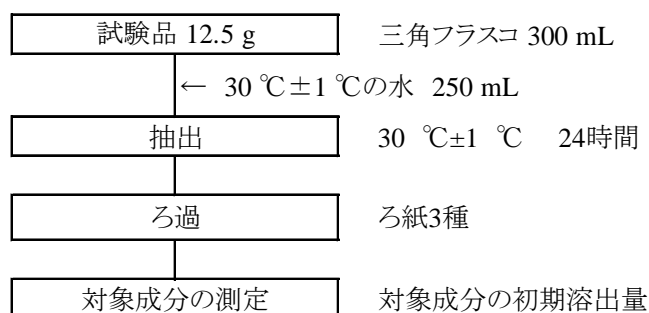 試験品 12.5 g 三角フラスコ 300 mL
← 30 ℃±1 ℃の水 250 mL
抽出 30 ℃±1 ℃ 24時間
ろ過 ろ紙3種
対象成分の測定 対象成分の初期溶出量